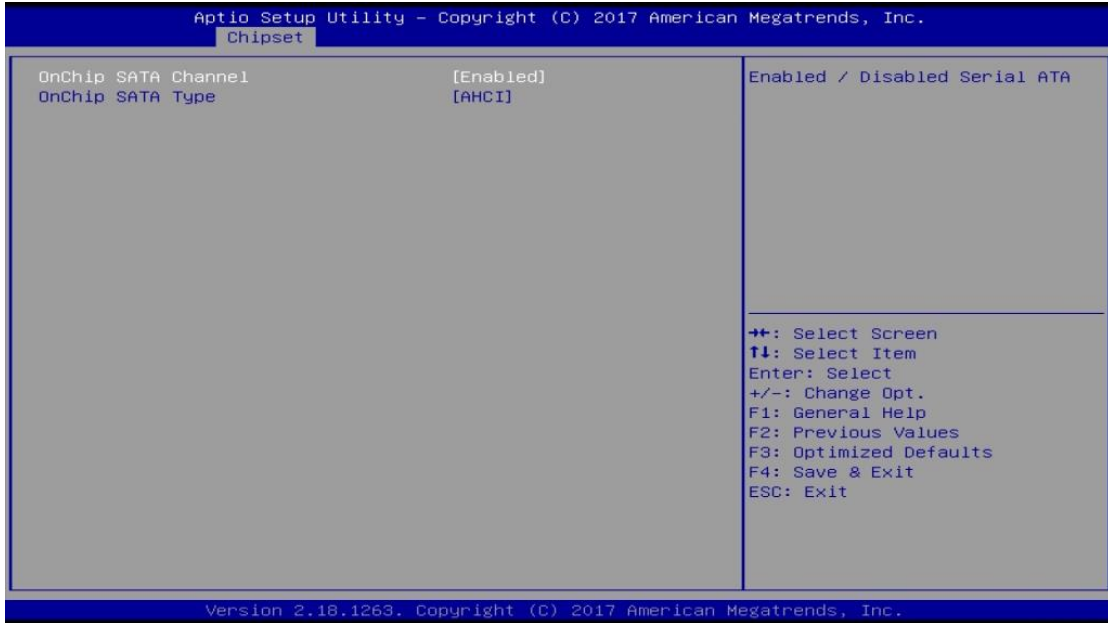 Aptio Setup Utility – Copyright (C) 2017 American Megatrends, Inc.
Chipset
OnChip SATA Channel [Enabled]
OnChip SATA Type [AHCI]
Enabled / Disabled Serial ATA
→←: Select Screen
↑↓: Select Item
Enter: Select
+/-: Change Opt.
F1: General Help
F2: Previous Values
F3: Optimized Defaults
F4: Save & Exit
ESC: Exit
Version 2.18.1263. Copyright (C) 2017 American Megatrends, Inc.